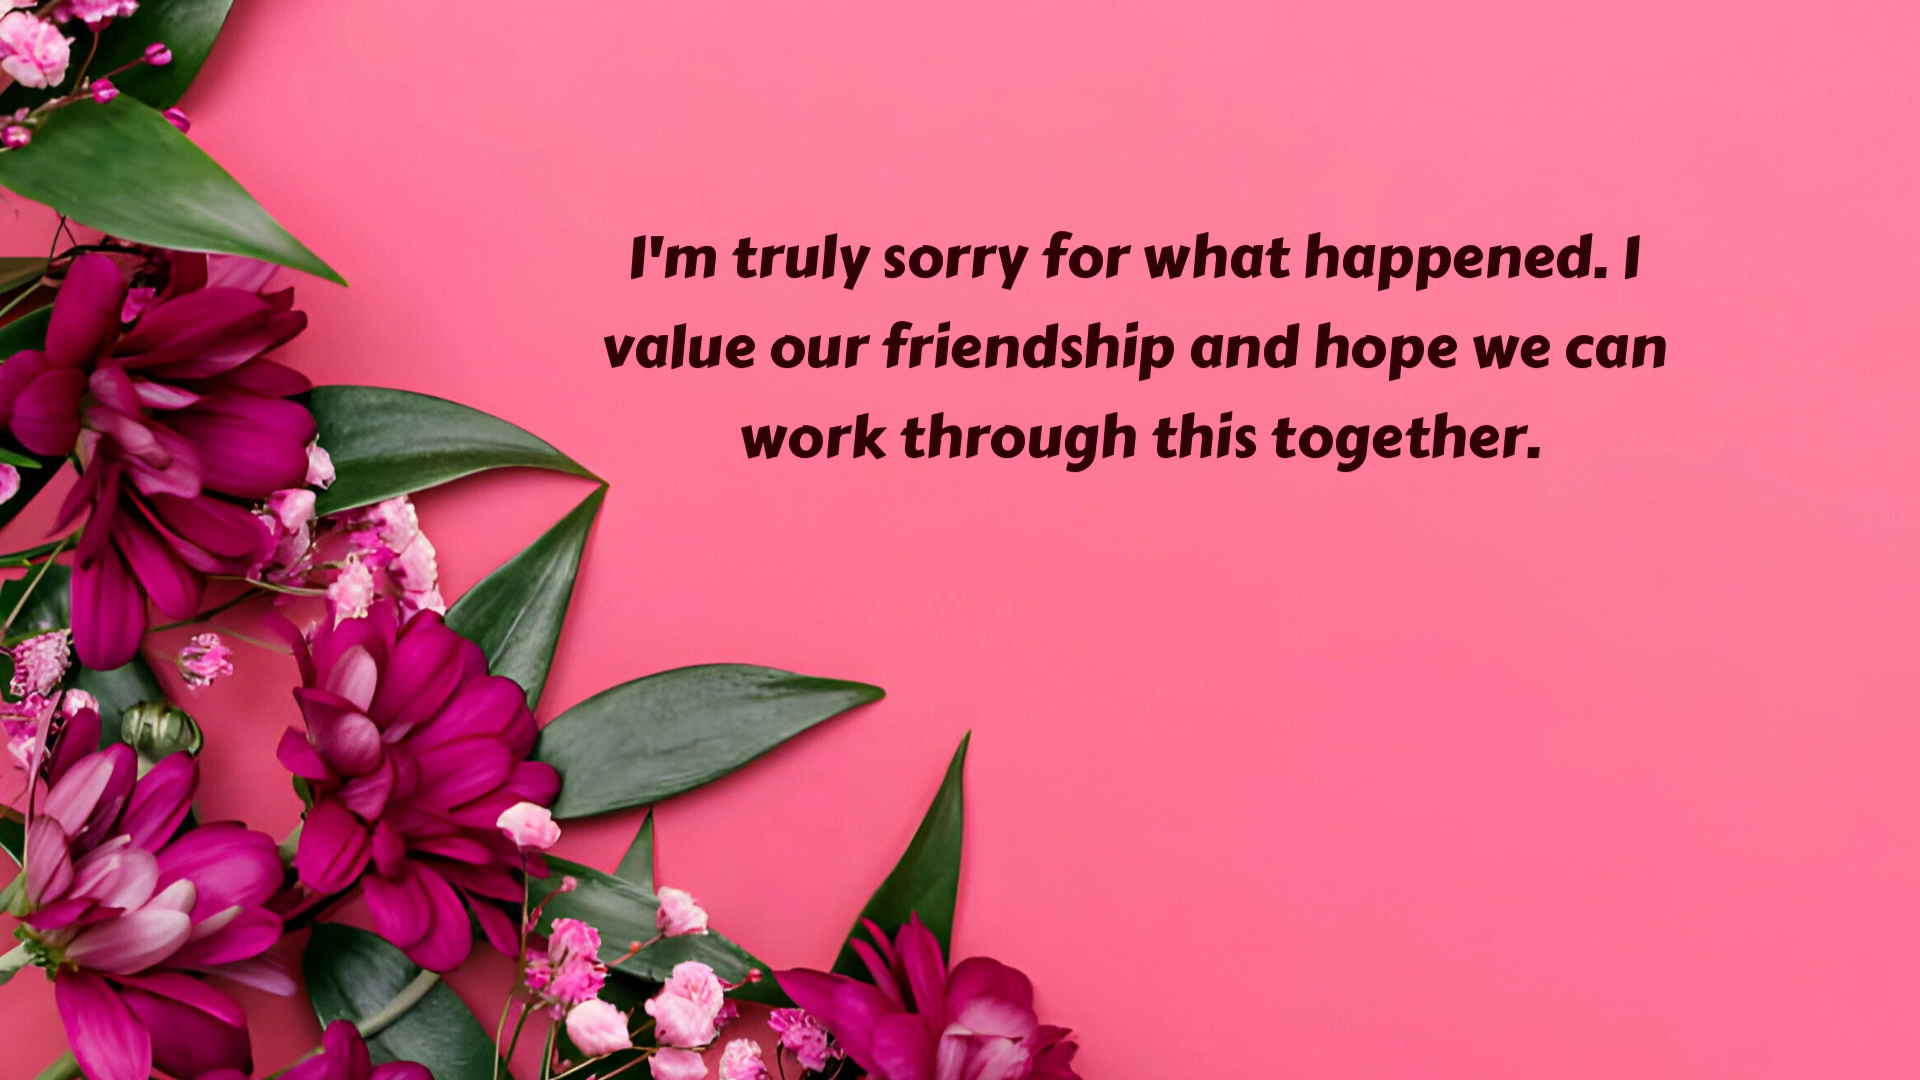 I'm truly sorry for what happened. I
value our friendship and hope we can
work through this together.